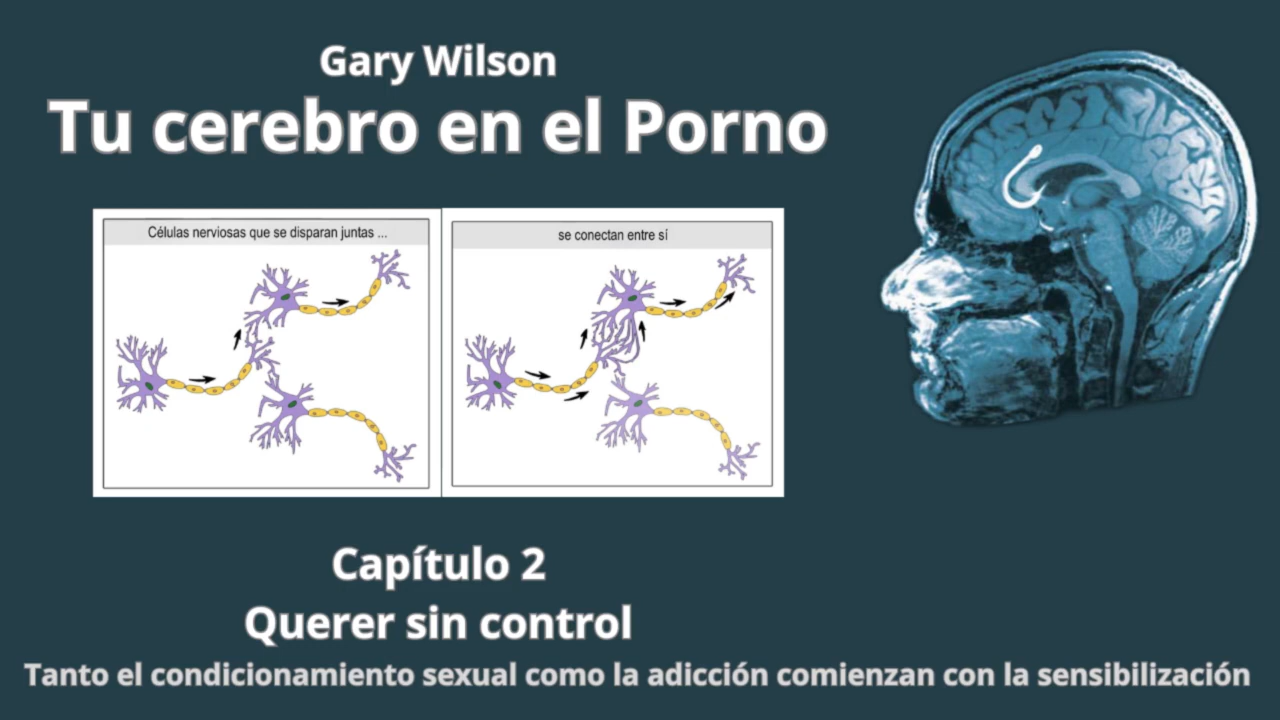 Gary Wilson
Tu cerebro en el Porno
Células nerviosas que se disparan juntas ...
se conectan entre sí
Capítulo 2
Querer sin control
Tanto el condicionamiento sexual como la adicción comienzan con la sensibilización